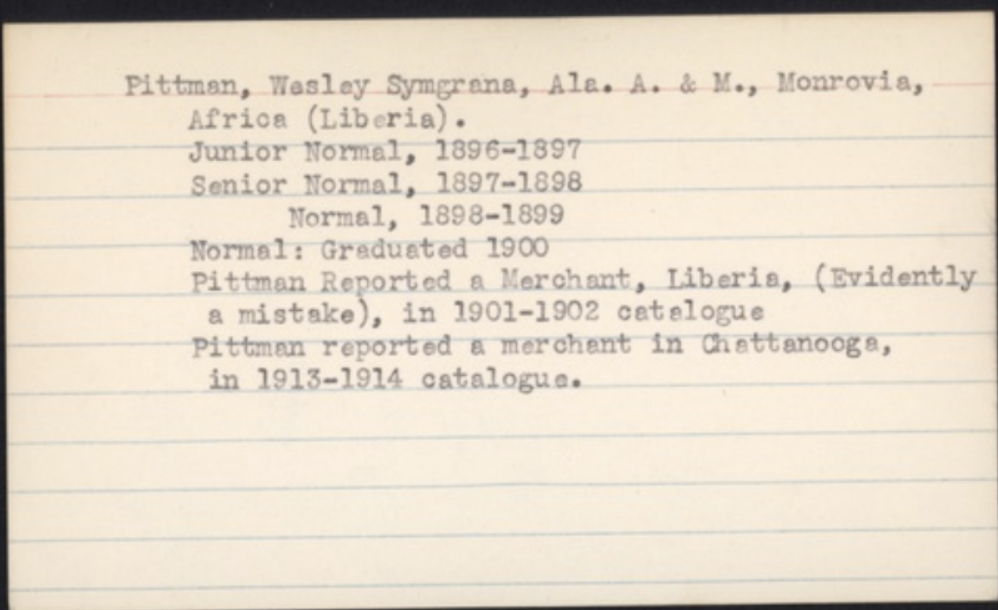 Pittman, Wesley Symgrana, Ala. A. & M., Monrovia,
Africa (Liberia).
Junior Normal, 1896-1897
Senior Normal, 1897-1898
Normal, 1898-1899
Normal: Graduated 1900
Pittman Reported a Merchant, Liberia, (Evidently
a mistake), in 1901-1902 catalogue
Pittman reported a merchant in Chattanooga,
in 1913-1914 catalogue.